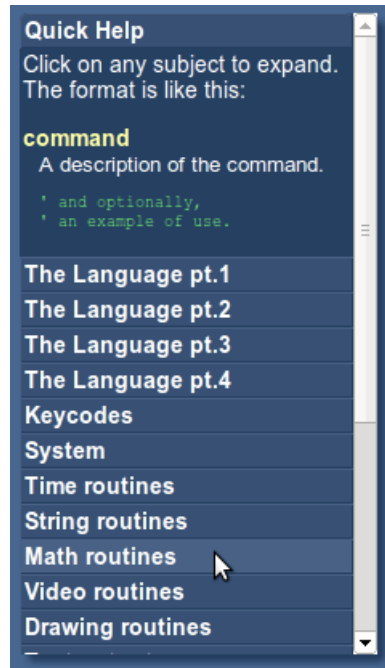 Quick Help
Click on any subject to expand.
The format is like this:
command
A description of the command.
' and optionally,
' an example of use.
The Language pt.1
The Language pt.2
The Language pt.3
The Language pt.4
Keycodes
System
Time routines
String routines
Math routines
Video routines
Drawing routines